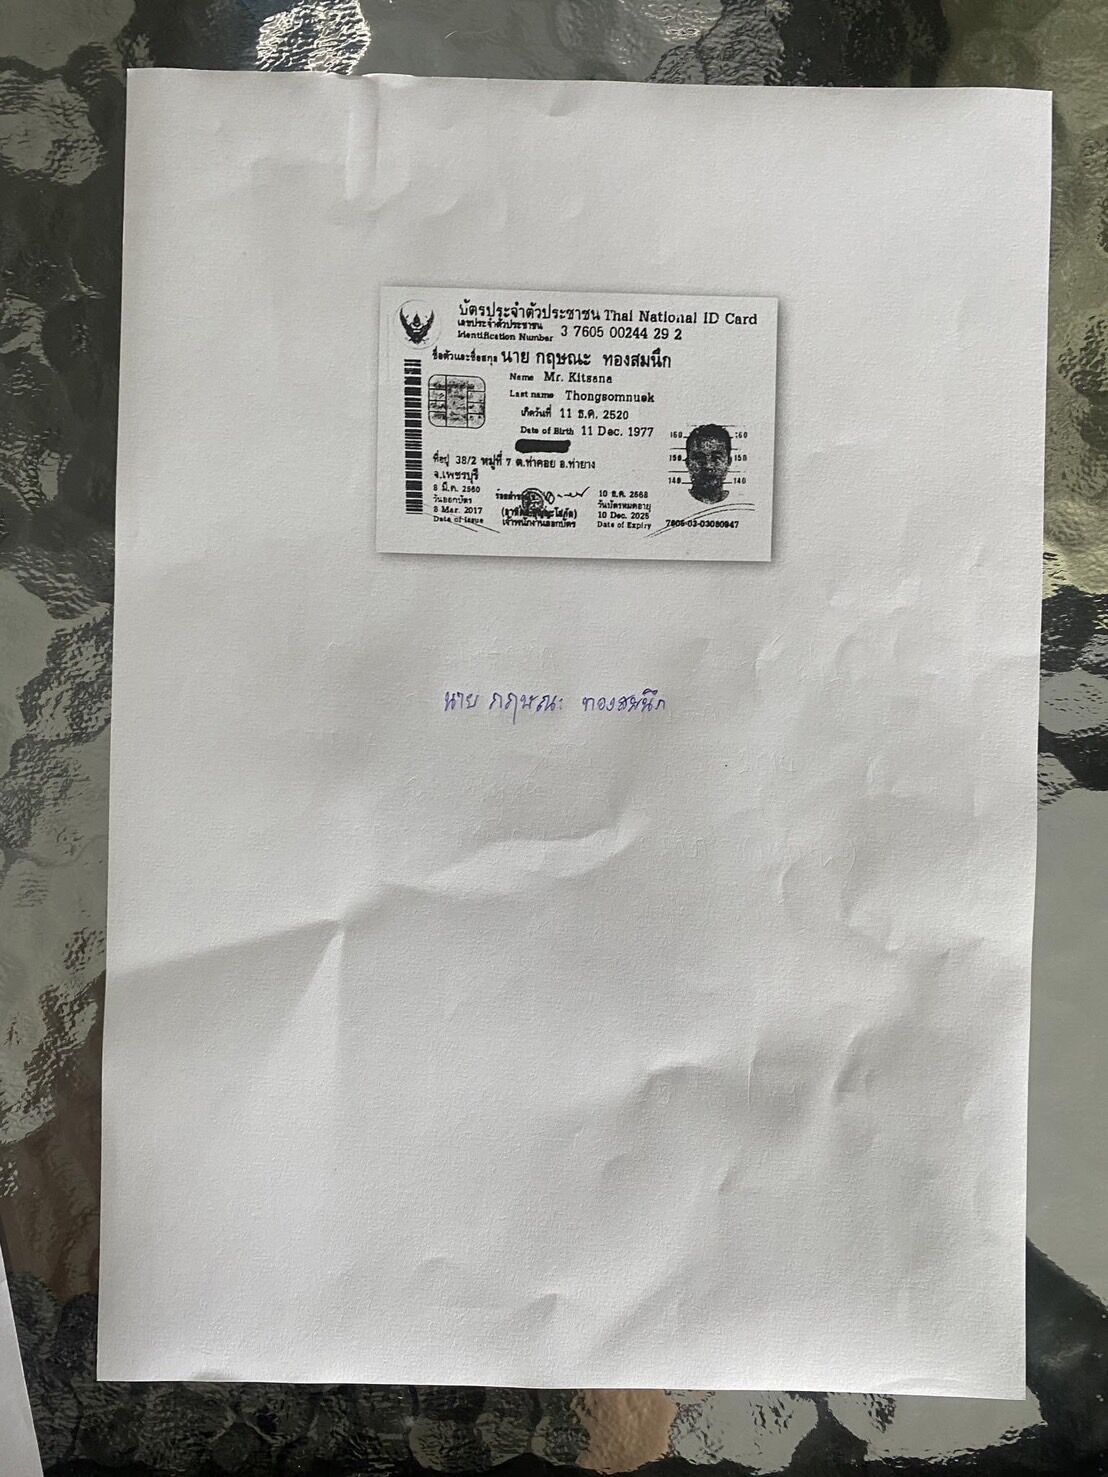 บัตรประจำตัวประชาชน Thai National ID Card
เลขประจำตัวประชาชน
Identification Number 3 7605 00244 29 2
ชื่อตัวและชื่อสกุล นาย กฤษณะ ทองสมนึก
Name Mr. Kitsana
Last name Thongsomnuek
เกิดวันที่ 11 ธ.ค. 2520
Date of Birth 11 Dec. 1977
ที่อยู่ 38/2 หมู่ที่ 7 ต.ท่าคอย อ.ท่ายาง
จ.เพชรบุรี
8 มี.ค. 2560
วันออกบัตร
8 Mar. 2017
Date of Issue
เจ้าพนักงานออกบัตร
10 ธ.ค. 2568
วันบัตรหมดอายุ
10 Dec. 2025
Date of Expiry
160 160
150 150
140 140
7605-03-03080947
นาย กฤษณะ ทองสมนึก